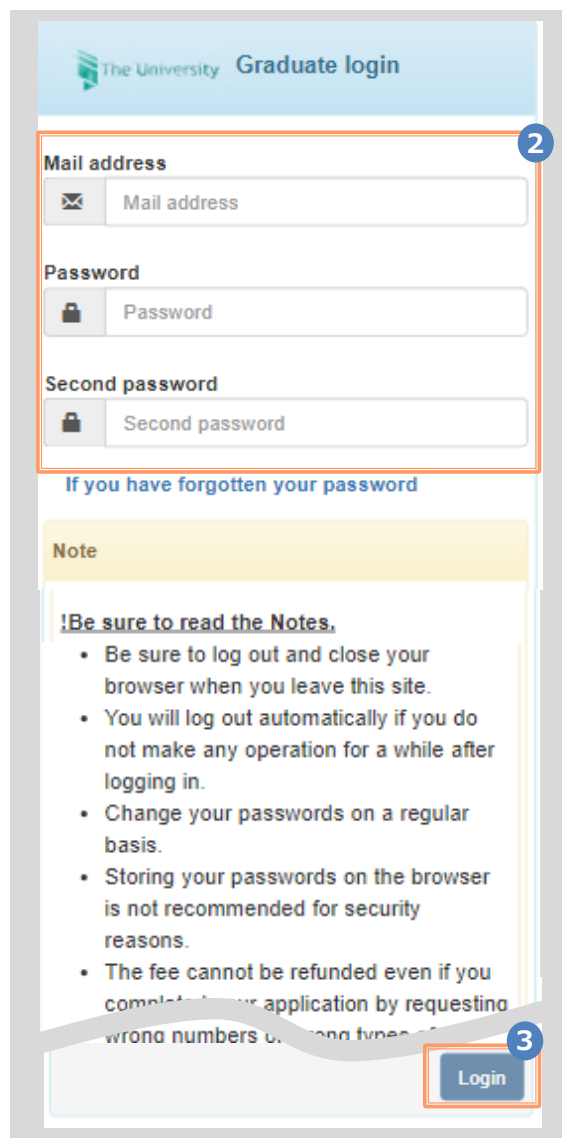 The University Graduate login
2
Mail address
Mail address
Password
Password
Second password
Second password
If you have forgotten your password
Note
!Be sure to read the Notes.
• Be sure to log out and close your
browser when you leave this site.
• You will log out automatically if you do
not make any operation for a while after
logging in.
• Change your passwords on a regular
basis.
• Storing your passwords on the browser
is not recommended for security
reasons.
• The fee cannot be refunded even if you
application by requesting
wrong numbers
3
Login